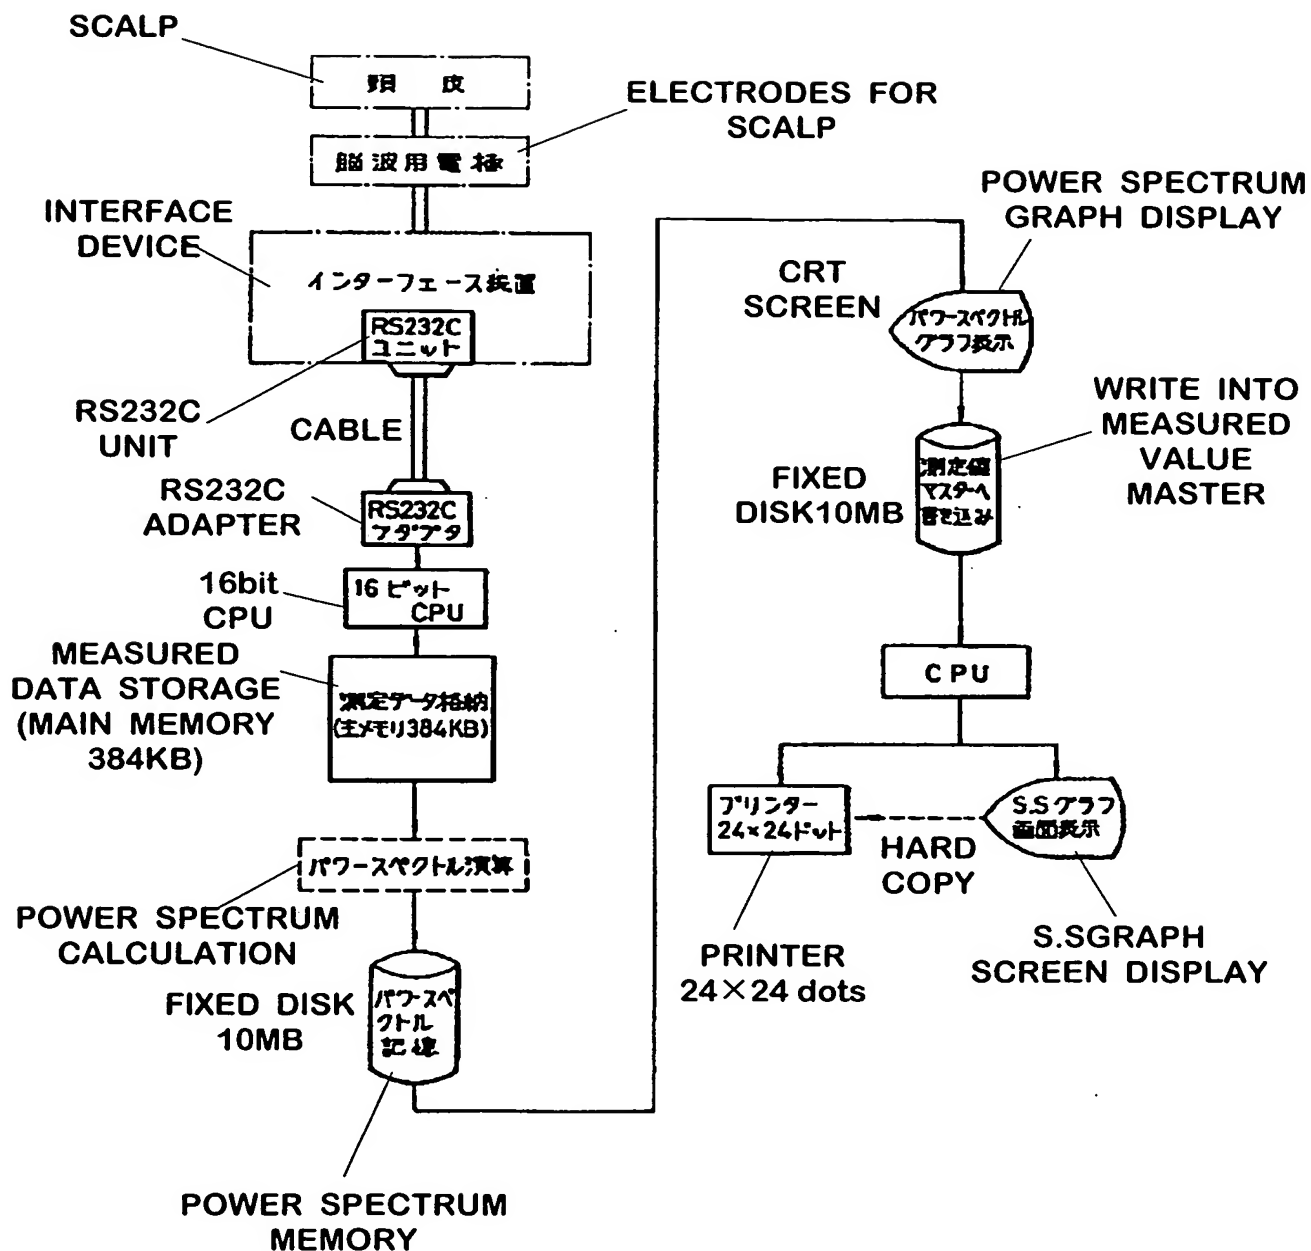 SCALP
頭 皮
ELECTRODES FOR
SCALP
脳波用電極
INTERFACE
DEVICE
インターフェース装置
RS232C
ユニット
RS232C
UNIT
CABLE
RS232C
ADAPTER
RS232C
アダプタ
16bit
CPU
16 ビット
CPU
MEASURED
DATA STORAGE
(MAIN MEMORY
384KB)
測定データ格納
(主メモリ384KB)
パワースペクトル演算
POWER SPECTRUM
CALCULATION
FIXED DISK
10MB
パワースペ
クトル
記憶
POWER SPECTRUM
MEMORY
POWER SPECTRUM
GRAPH DISPLAY
CRT
SCREEN
パワースペクトル
グラフ表示
WRITE INTO
MEASURED
VALUE
MASTER
FIXED
DISK10MB
測定値
マスターへ
書き込み
CPU
プリンター
24×24ドット
HARD
COPY
S.Sグラフ
画面表示
PRINTER
24×24 dots
S.SGRAPH
SCREEN DISPLAY